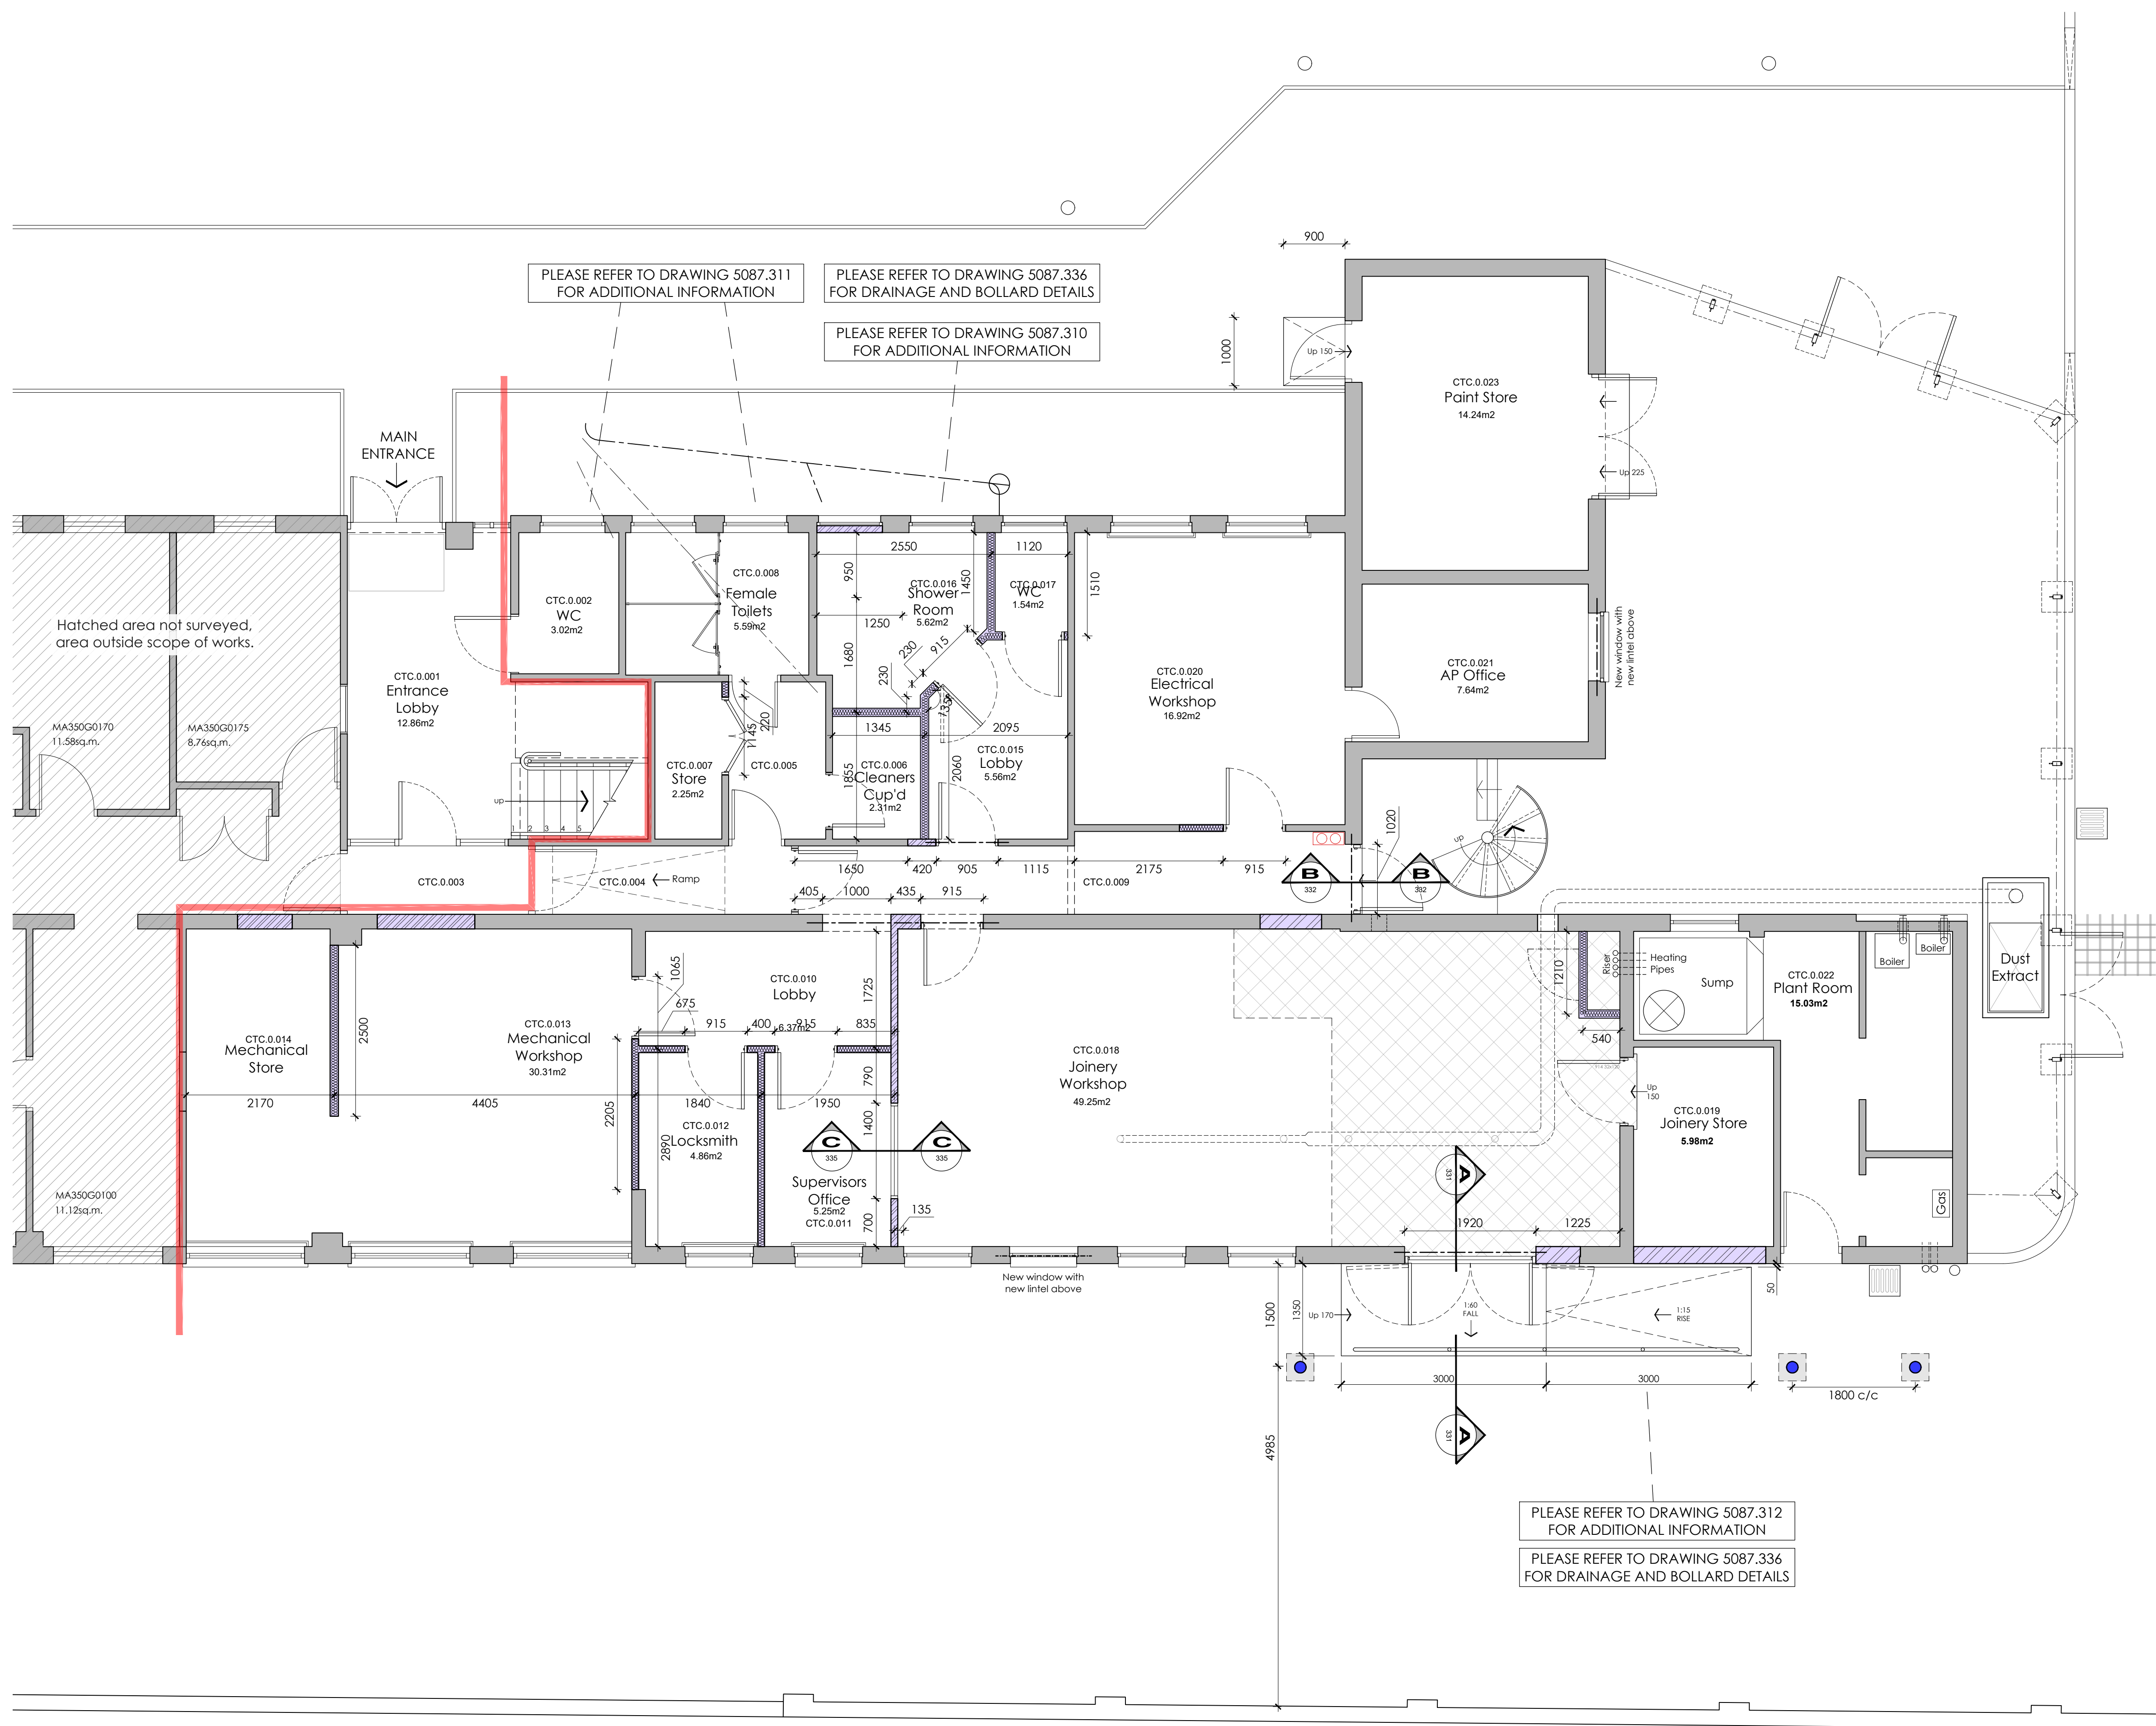 900
PLEASE REFER TO DRAWING 5087.311
FOR ADDITIONAL INFORMATION
PLEASE REFER TO DRAWING 5087.336
FOR DRAINAGE AND BOLLARD DETAILS
PLEASE REFER TO DRAWING 5087.310
FOR ADDITIONAL INFORMATION
1000
Up 150
CTC.0.023
Paint Store
14.24m2
Up 225
MAIN
ENTRANCE
Hatched area not surveyed,
area outside scope of works.
MA350G0170
11.58sq.m.
MA350G0175
8.76sq.m.
CTC.0.001
Entrance
Lobby
12.86m2
up
1
2
3
4
5
CTC.0.002
WC
3.02m2
CTC.0.008
Female
Toilets
5.59m2
2550
1120
950
1450
1510
CTC.0.016
Shower
Room
5.62m2
CTC.0.017
WC
1.54m2
1250
1680
230
230
915
135
220
1145
1345
2095
1855
2060
CTC.0.007
Store
2.25m2
CTC.0.005
CTC.0.006
Cleaners
Cup'd
2.31m2
CTC.0.015
Lobby
5.56m2
CTC.0.020
Electrical
Workshop
16.92m2
CTC.0.021
AP Office
7.64m2
New window with
new lintel above
up
1020
CTC.0.003
CTC.0.004
Ramp
1650
420
905
1115
2175
915
CTC.0.009
405
1000
435
915
B
332
B
332
CTC.0.014
Mechanical
Store
2500
CTC.0.013
Mechanical
Workshop
30.31m2
1065
675
CTC.0.010
Lobby
6.37m2
1725
915
400
915
835
2170
4405
1840
1950
790
2205
2890
1400
700
135
CTC.0.012
Locksmith
4.86m2
C
335
C
335
Supervisors
Office
5.25m2
CTC.0.011
CTC.0.018
Joinery
Workshop
49.25m2
1210
540
Riser
Heating
Pipes
Sump
CTC.0.022
Plant Room
15.03m2
Boiler
Boiler
Dust
Extract
Up
150
CTC.0.019
Joinery Store
5.98m2
Gas
MA350G0100
11.12sq.m.
A
331
1920
1225
New window with
new lintel above
1500
1350
Up 170
1:60
FALL
1:15
RISE
50
3000
3000
1800 c/c
A
331
4985
PLEASE REFER TO DRAWING 5087.312
FOR ADDITIONAL INFORMATION
PLEASE REFER TO DRAWING 5087.336
FOR DRAINAGE AND BOLLARD DETAILS